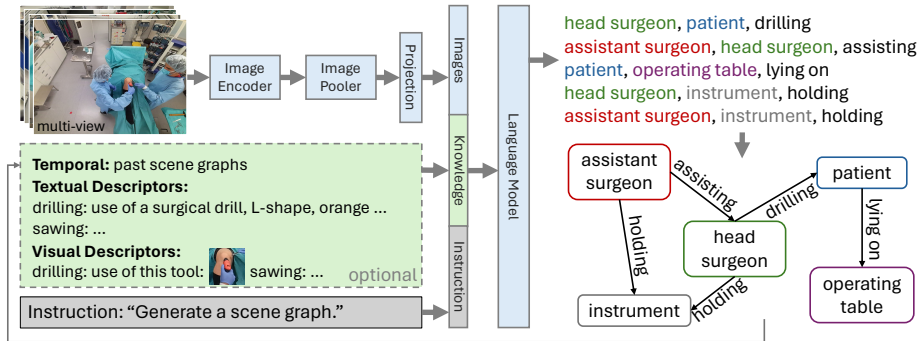 multi-view
Image
Encoder
Image
Pooler
Projection
Images
Knowledge
Instruction
Language Model
Temporal: past scene graphs
Textual Descriptors:
drilling: use of a surgical drill, L-shape, orange ...
sawing: ...
Visual Descriptors:
drilling: use of this tool: sawing: ...
optional
Instruction: “Generate a scene graph.”
head surgeon, patient, drilling
assistant surgeon, head surgeon, assisting
patient, operating table, lying on
head surgeon, instrument, holding
assistant surgeon, instrument, holding
assistant
surgeon
assisting
drilling
patient
holding
head
surgeon
lying on
holding
instrument
operating
table